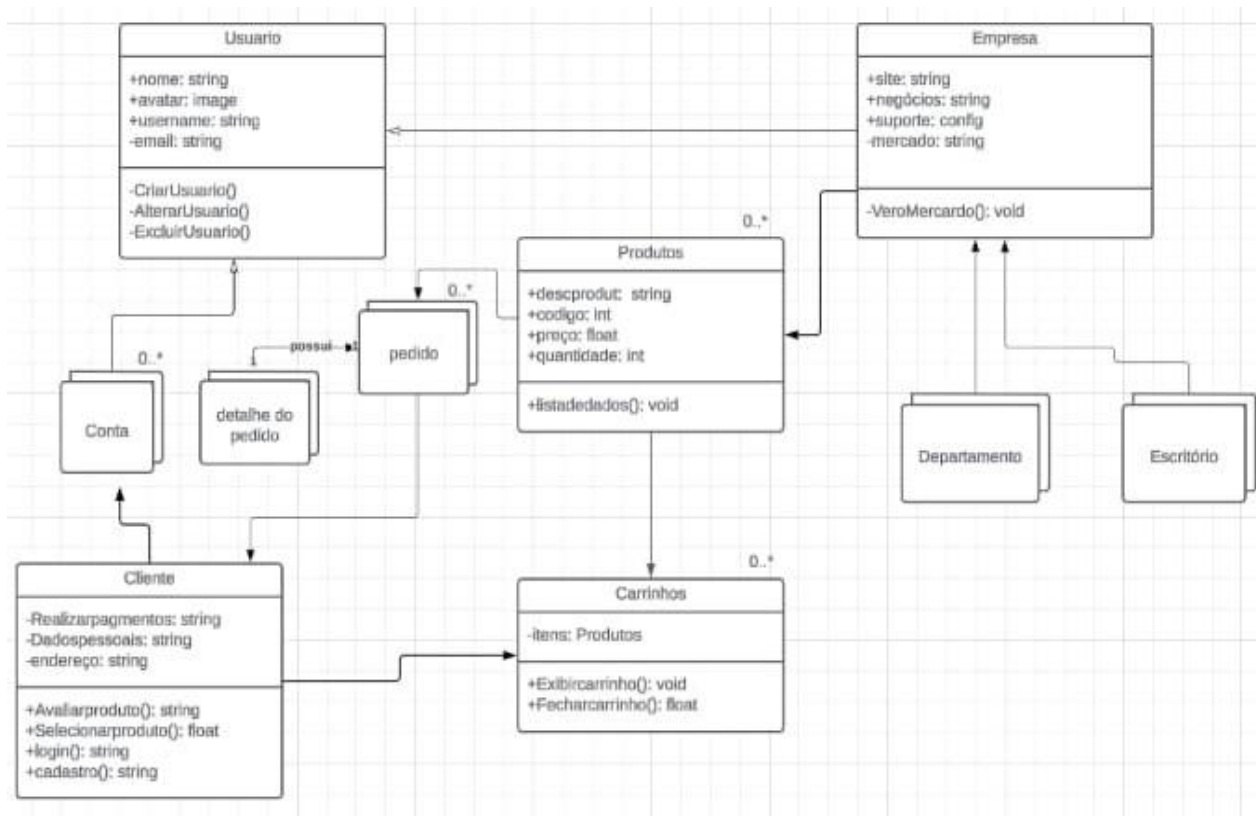 Usuario
+nome: string
+avatar: image
+username: string
-email: string
-CriarUsuario()
-AlterarUsuario()
-ExcluirUsuario()
Empresa
+site: string
+negócios: string
+suporte: config
-mercado: string
-VeroMercardo(): void
0..*
Produtos
+descprodut: string
+codigo: int
+preço: float
+quantidade: int
+listadedados(): void
0..*
pedido
possui
1
1
detalhe do
pedido
0..*
Conta
Departamento
Escritório
Cliente
-Realizarpagmentos: string
-Dadospessoais: string
-endereço: string
+Avaliarproduto(): string
+Selecionarproduto(): float
+login(): string
+cadastro(): string
0..*
Carrinhos
-itens: Produtos
+Exibircarrinho(): void
+Fecharcarrinho(): float